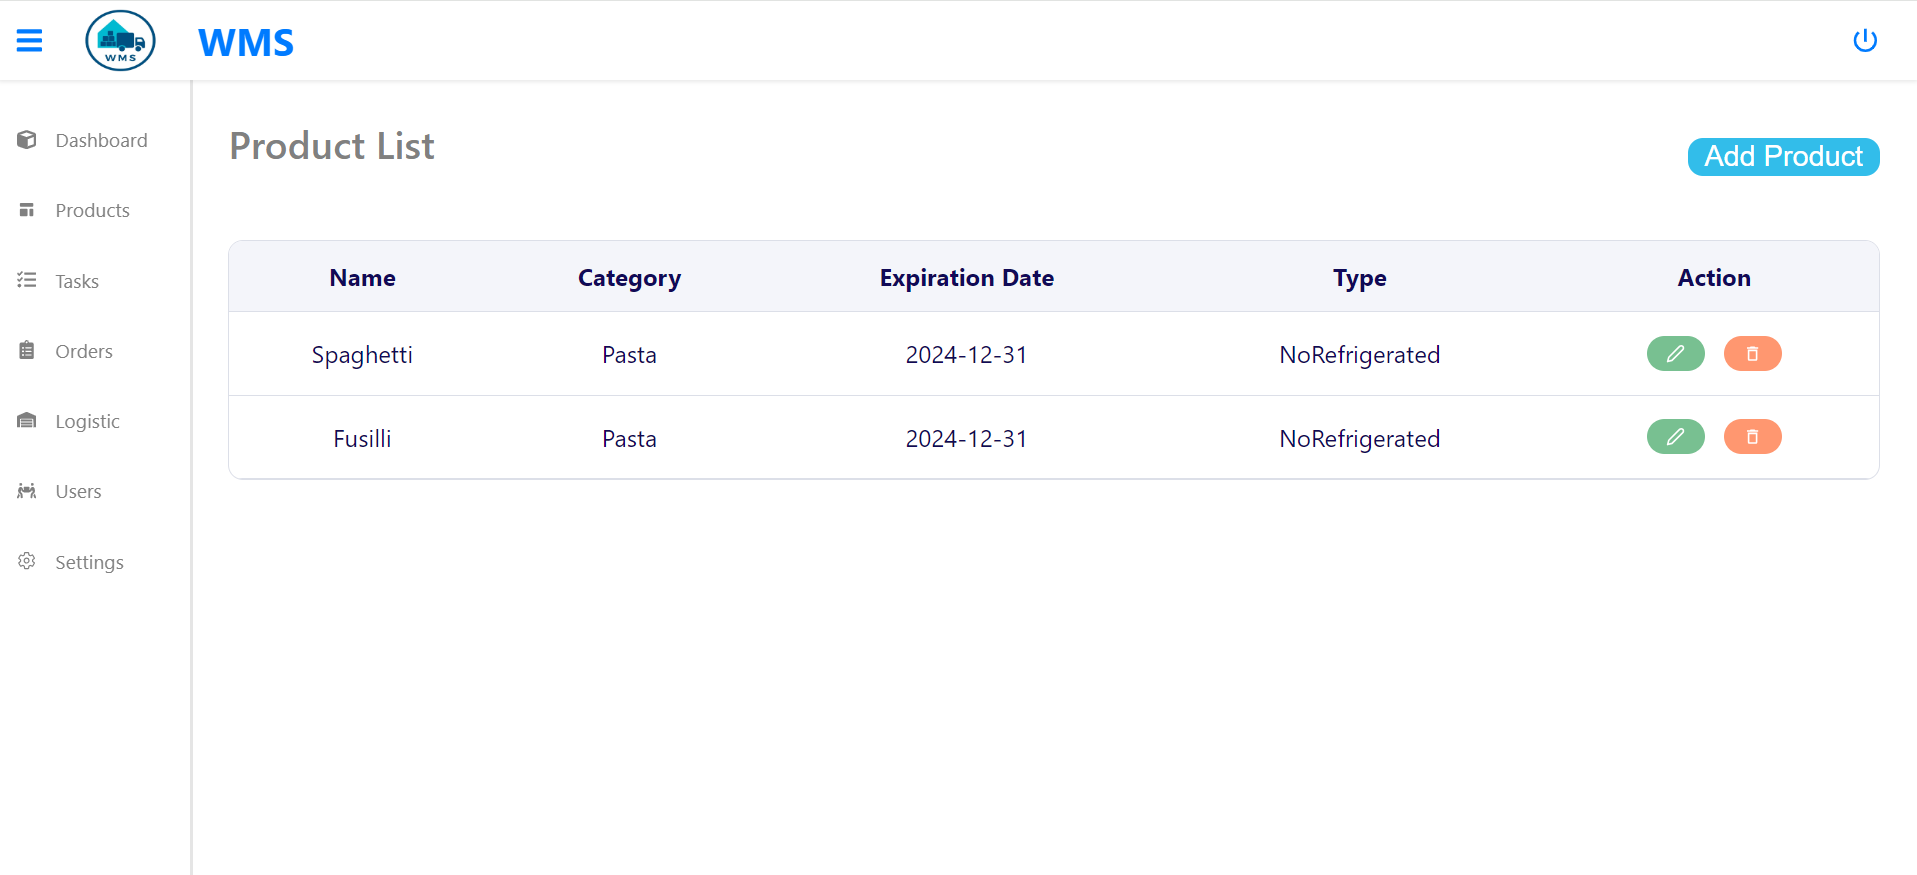 WMS
WMS
Dashboard
Products
Tasks
Orders
Logistic
Users
Settings
Product List
Add Product
Name Category Expiration Date Type Action
Spaghetti Pasta 2024-12-31 NoRefrigerated
Fusilli Pasta 2024-12-31 NoRefrigerated